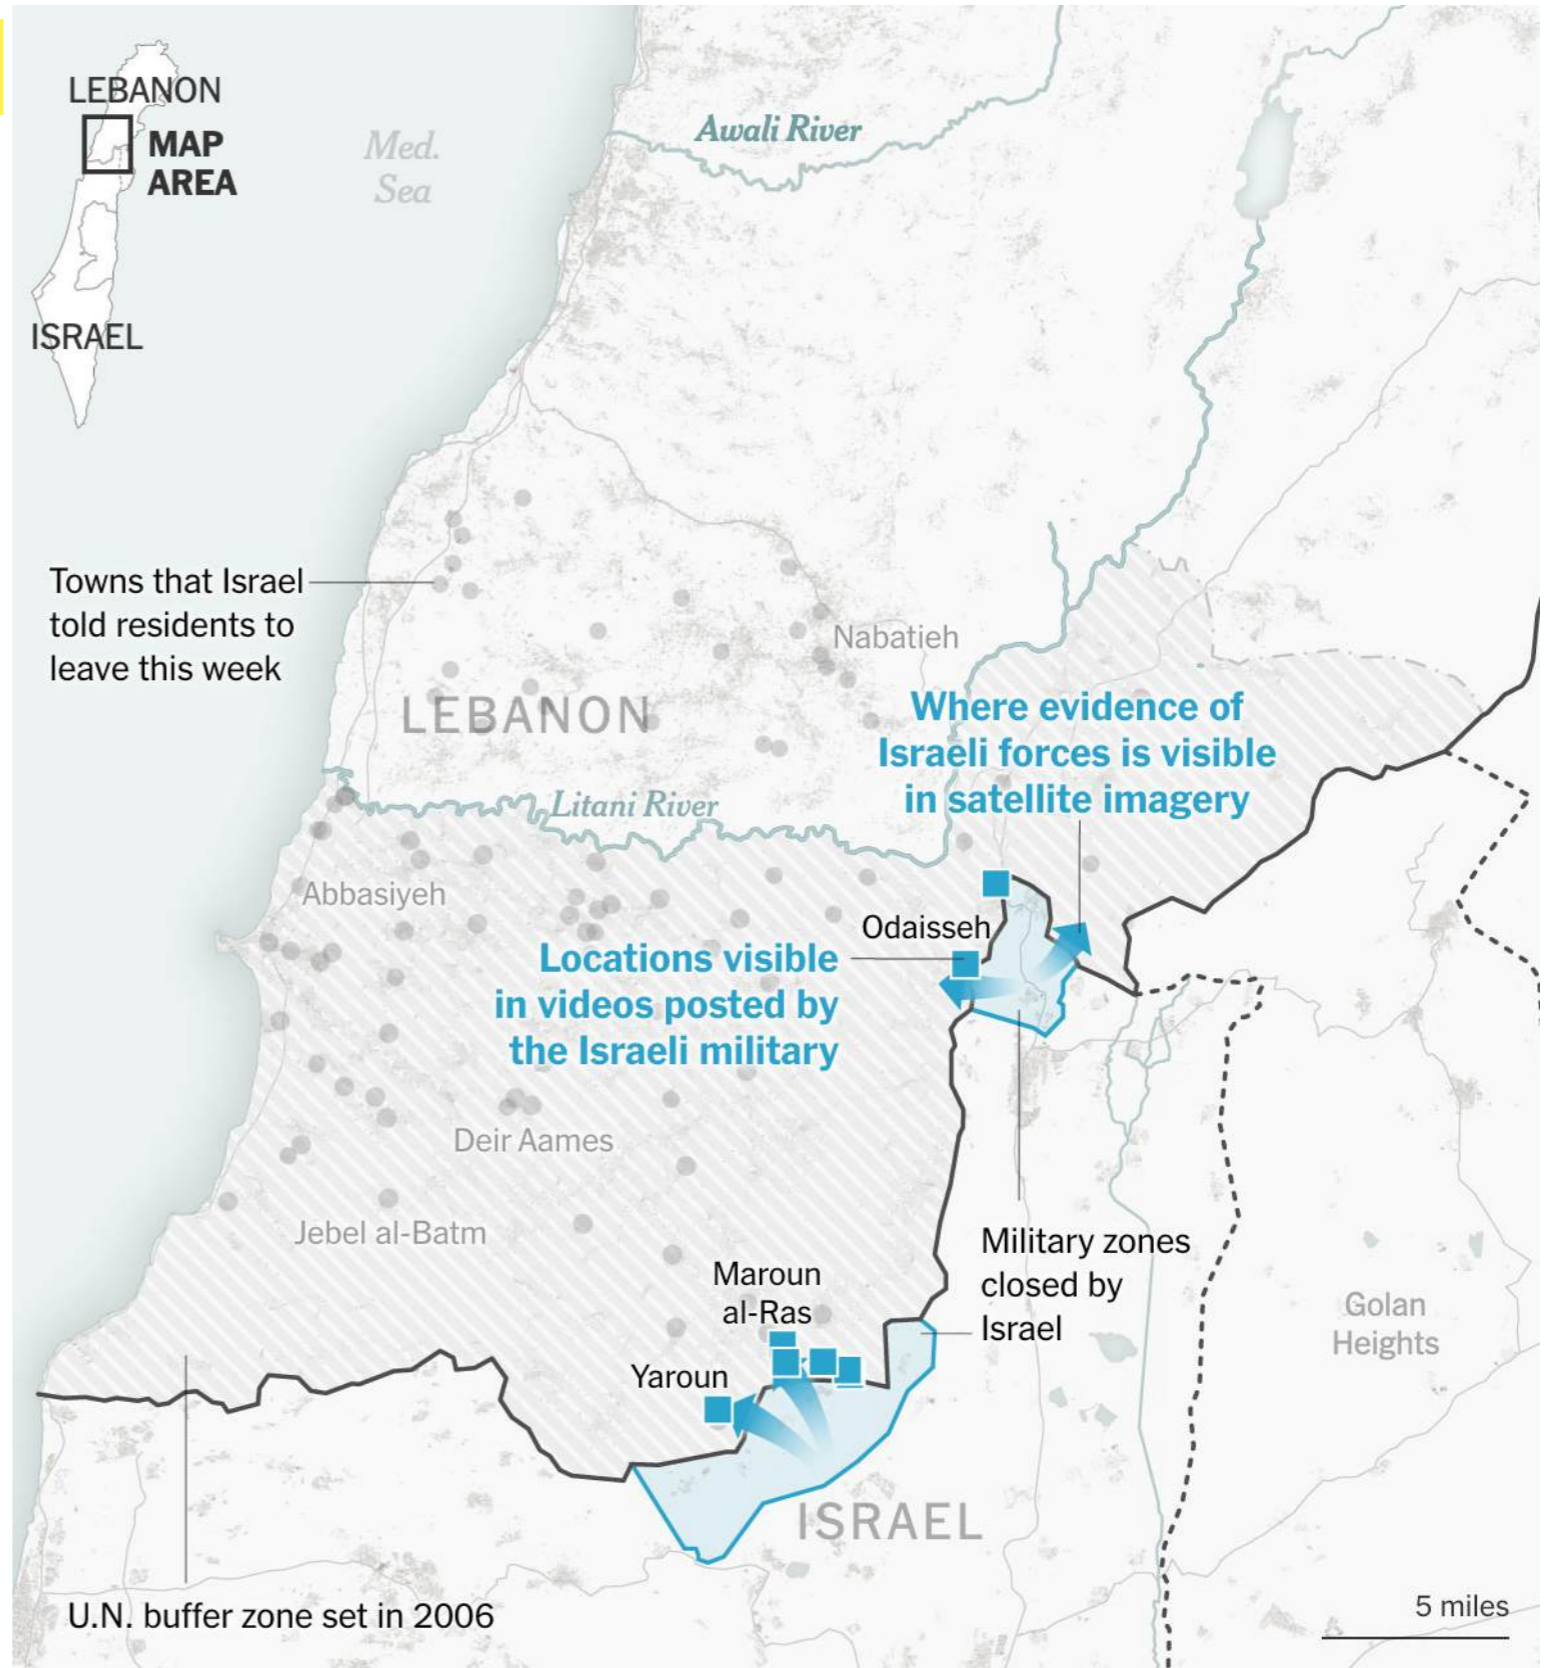 LEBANON
MAP
AREA
ISRAEL
Med.
Sea
Awali River
Towns that Israel
told residents to
leave this week
Nabatieh
LEBANON
Where evidence of
Israeli forces is visible
in satellite imagery
Litani River
Abbasiyeh
Odaisseh
Locations visible
in videos posted by
the Israeli military
Deir Aames
Jebel al-Batm
Military zones
closed by
Israel
Maroun
al-Ras
Golan
Heights
Yaroun
ISRAEL
U.N. buffer zone set in 2006
5 miles